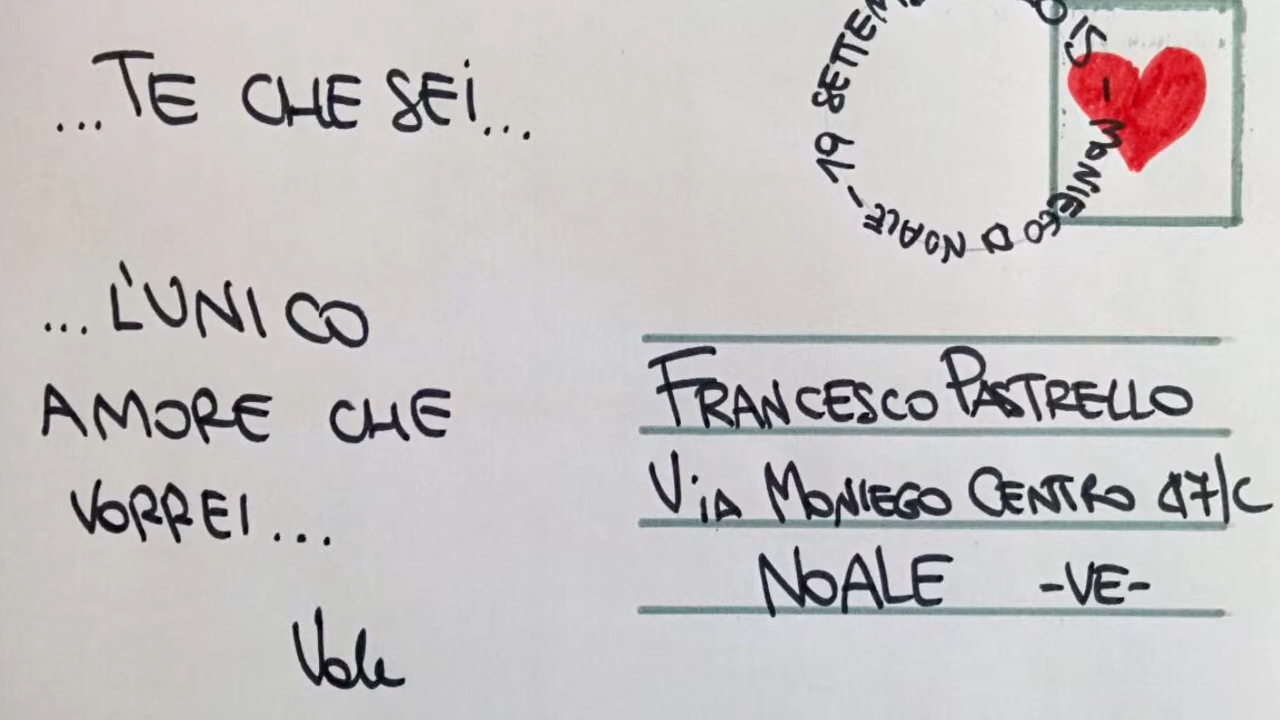 ...TE CHE SEI...
...L'UNICO
AMORE CHE
VORREI...
Vale
19 SETTEM
015 - MONIEGO DI NOALE -
FRANCESCO PASTRELLO
VIA MONIEGO CENTRO 47/C
NOALE -VE-